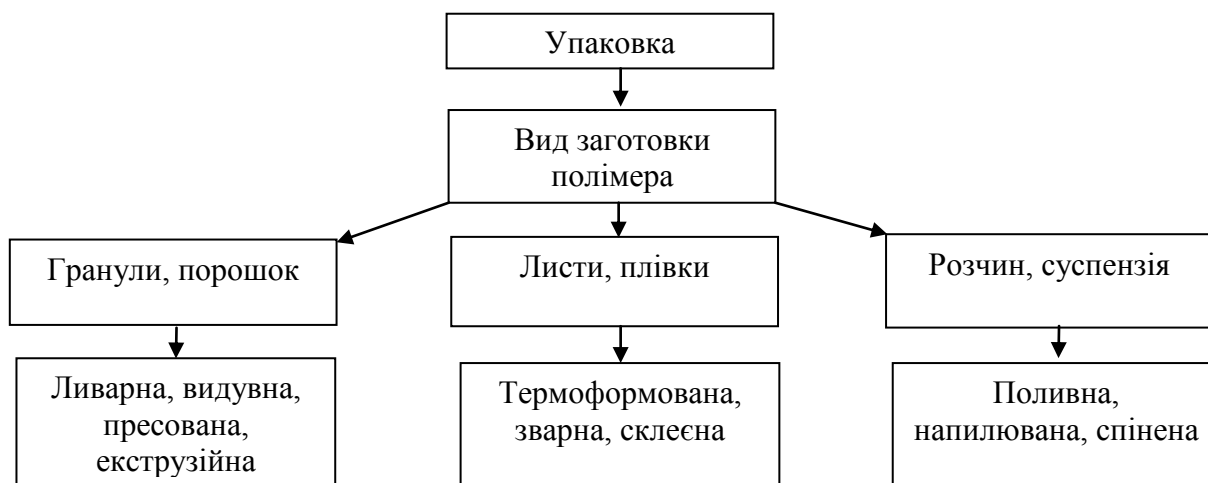 Упаковка
Вид заготовки
полімера
Гранули, порошок
Листи, плівки
Розчин, суспензія
Ливарна, видувна,
пресована,
екструзійна
Термоформована,
зварна, склеєна
Поливна,
напилювана, спінена